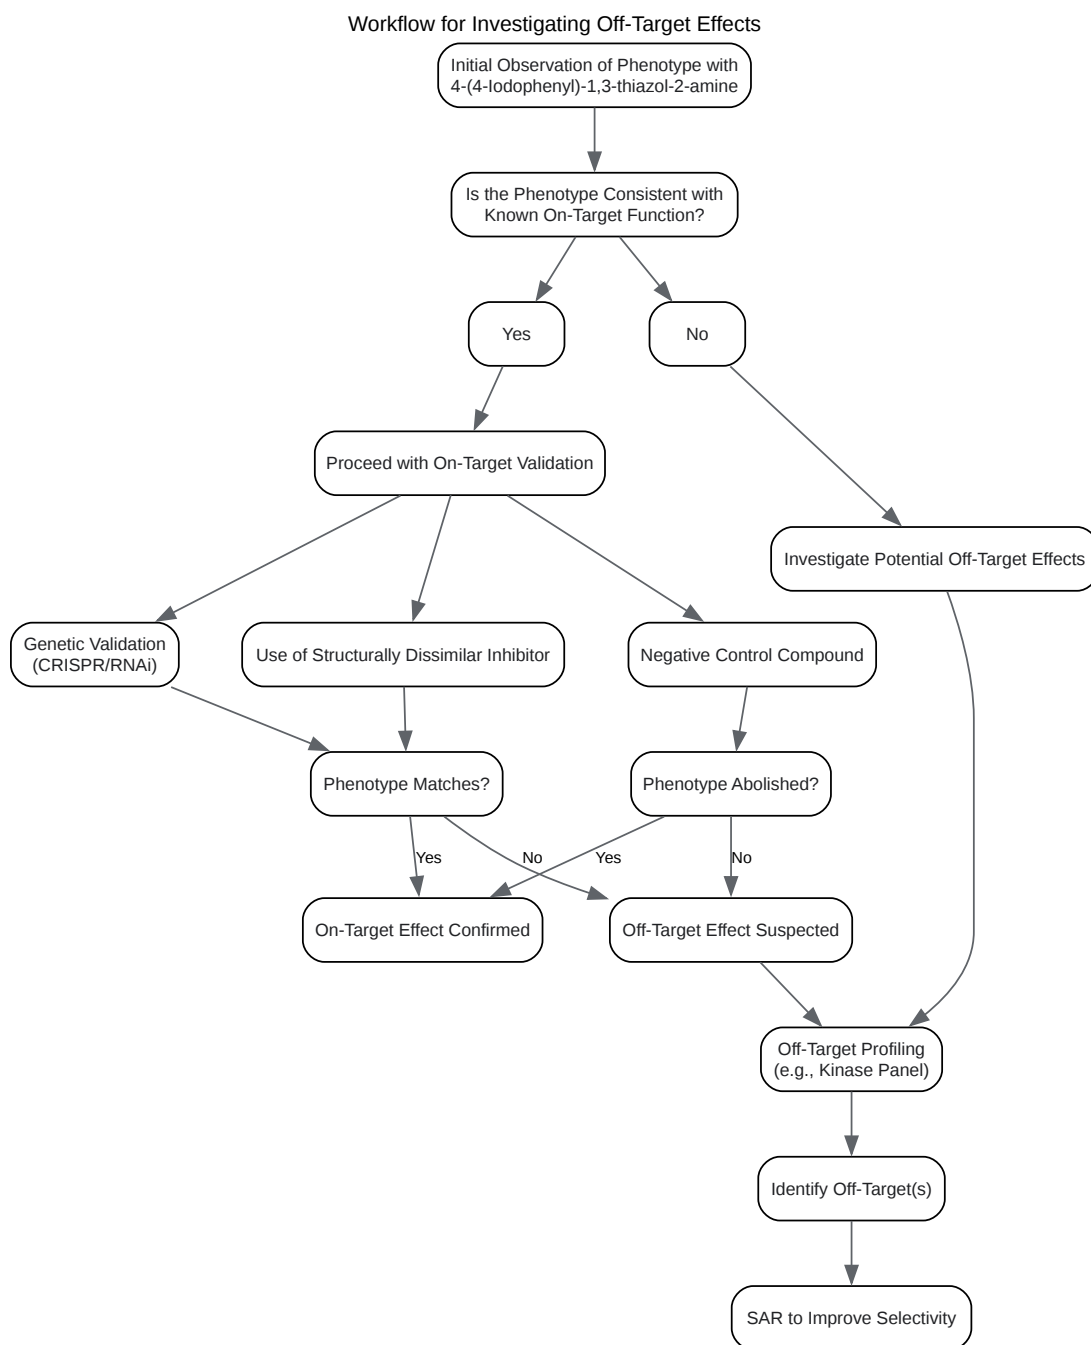 Workflow for Investigating Off-Target Effects
Initial Observation of Phenotype with
4-(4-Iodophenyl)-1,3-thiazol-2-amine
Is the Phenotype Consistent with
Known On-Target Function?
Yes
No
Proceed with On-Target Validation
Investigate Potential Off-Target Effects
Genetic Validation
(CRISPR/RNAi)
Use of Structurally Dissimilar Inhibitor
Negative Control Compound
Phenotype Matches?
Phenotype Abolished?
Yes
No
Yes
No
On-Target Effect Confirmed
Off-Target Effect Suspected
Off-Target Profiling
(e.g., Kinase Panel)
Identify Off-Target(s)
SAR to Improve Selectivity